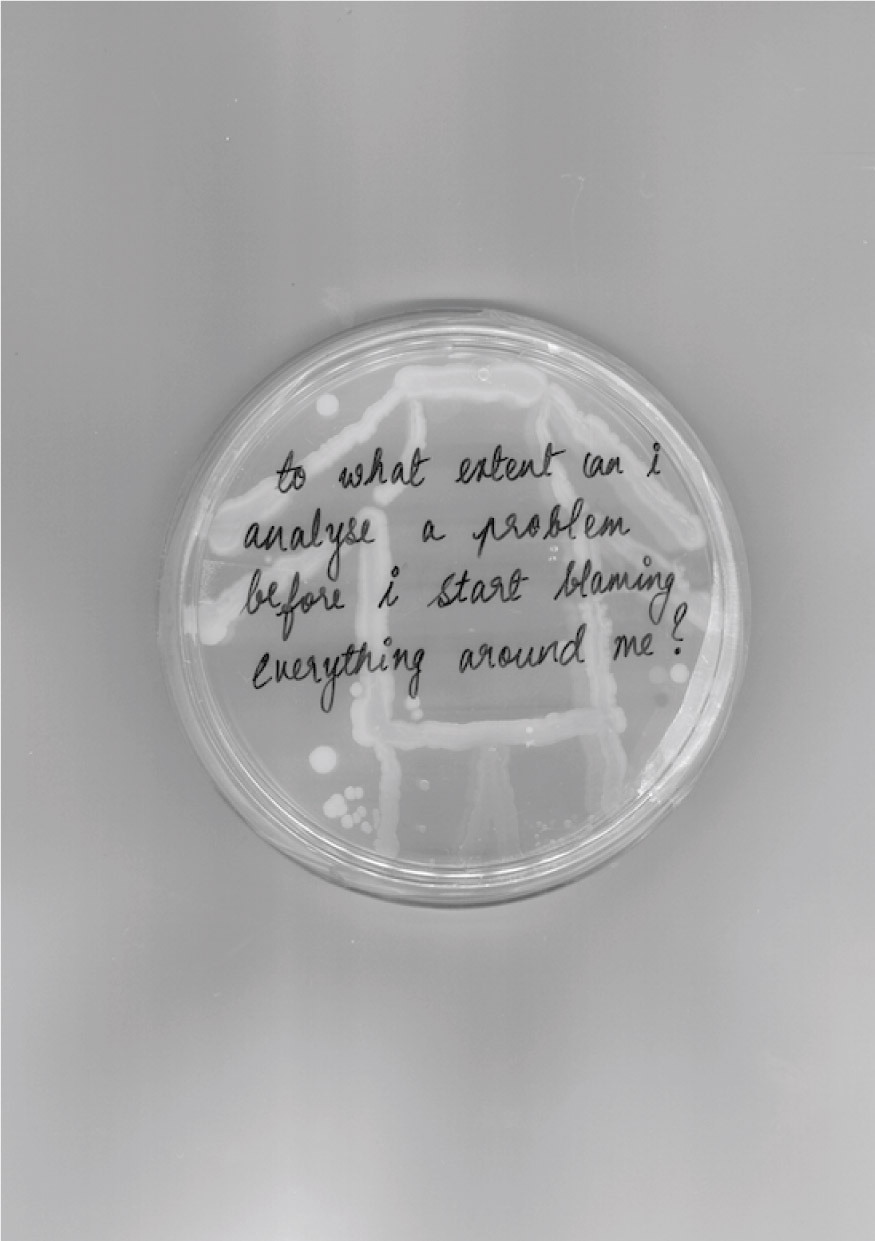 to what extent can i
analyse a problem
before i start blaming
everything around me?